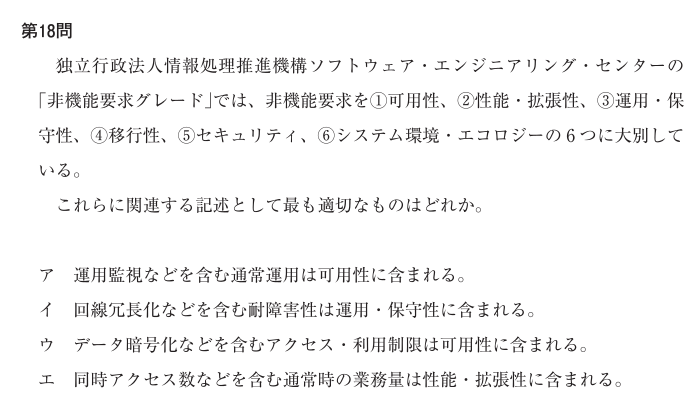 第18問
独立行政法人情報処理推進機構ソフトウェア・エンジニアリング・センターの
「非機能要求グレード」では、非機能要求を①可用性、②性能・拡張性、③運用・保
守性、④移行性、⑤セキュリティ、⑥システム環境・エコロジーの6つに大別して
いる。
これらに関連する記述として最も適切なものはどれか。
ア 運用監視などを含む通常運用は可用性に含まれる。
イ 回線冗長化などを含む耐障害性は運用・保守性に含まれる。
ウ データ暗号化などを含むアクセス・利用制限は可用性に含まれる。
エ 同時アクセス数などを含む通常時の業務量は性能・拡張性に含まれる。